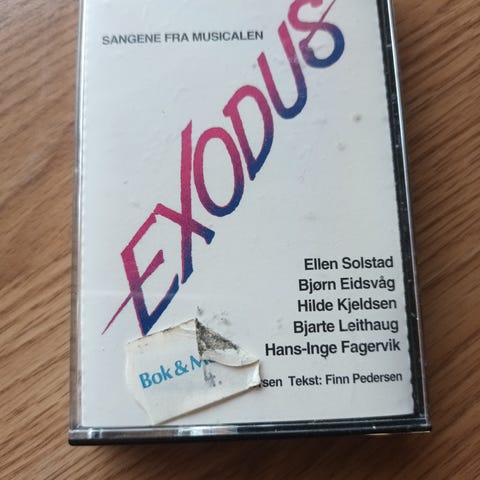 SANGENE FRA MUSICALEN
EXODUS
Ellen Solstad
Bjørn Eidsvåg
Hilde Kjeldsen
Bjarte Leithaug
Hans-Inge Fagervik
Bok &
Tekst: Finn Pedersen